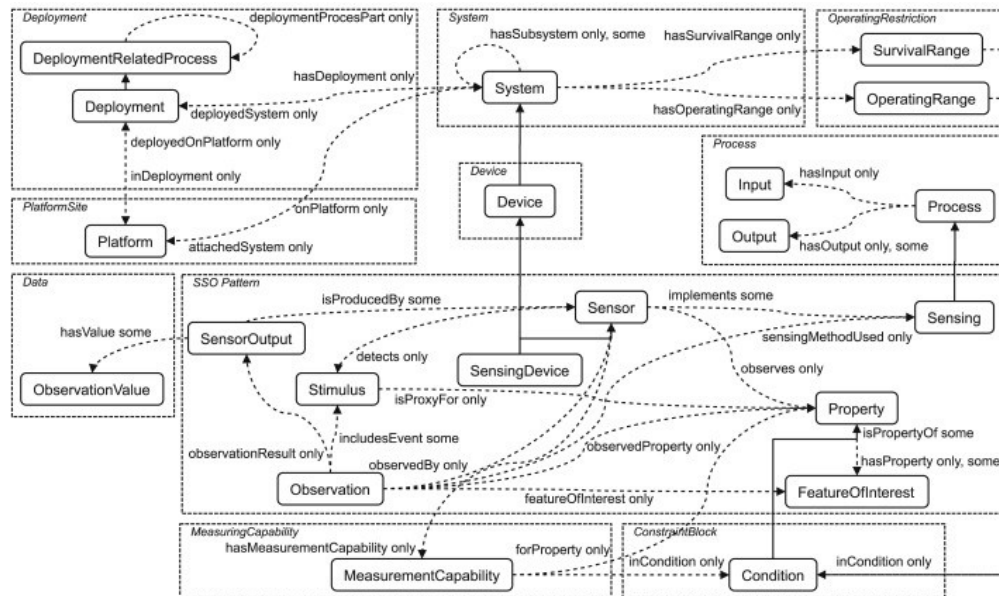 Deployment
deploymentProcesPart only
DeploymentRelatedProcess
Deployment
hasDeployment only
deployedSystem only
deployedOnPlatform only
inDeployment only
System
hasSubsystem only, some
System
hasSurvivalRange only
hasOperatingRange only
OperatingRestriction
SurvivalRange
OperatingRange
PlatformSite
Platform
onPlatform only
attachedSystem only
Device
Device
Process
Input
hasInput only
Process
Output
hasOutput only, some
Data
hasValue some
ObservationValue
SSO Pattern
isProducedBy some
SensorOutput
Sensor
implements some
Sensing
sensingMethodUsed only
detects only
SensingDevice
observes only
Stimulus
isProxyFor only
Property
isPropertyOf some
includesEvent some
observationResult only
observedBy only
observedProperty only
hasProperty only, some
Observation
featureOfInterest only
FeatureOfInterest
MeasuringCapability
hasMeasurementCapability only
forProperty only
MeasurementCapability
ConstraintBlock
inCondition only
Condition
inCondition only